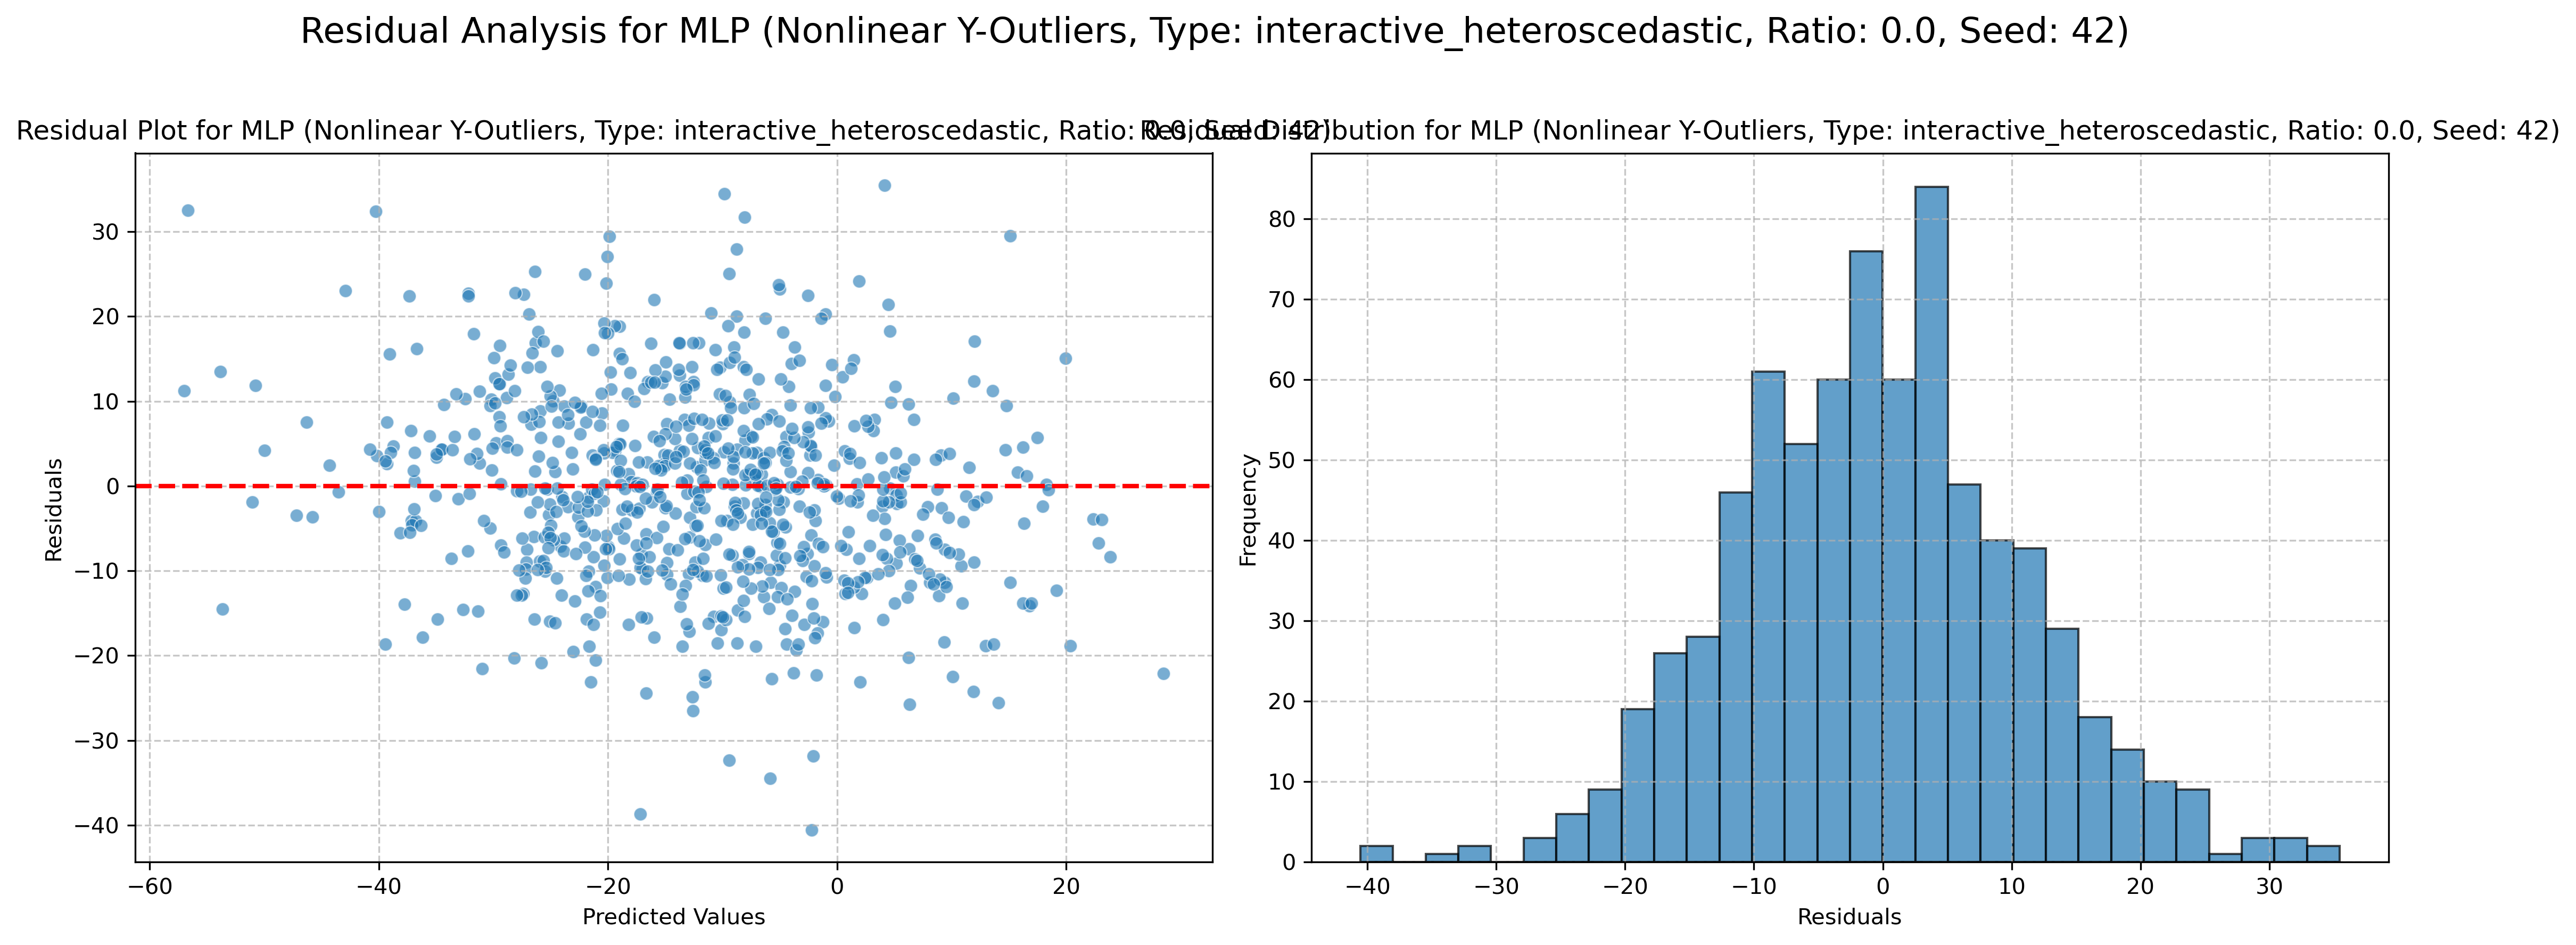 Residual Analysis for MLP (Nonlinear Y-Outliers, Type: interactive_heteroscedastic, Ratio: 0.0, Seed: 42)
Residual Plot for MLP (Nonlinear Y-Outliers, Type: interactive_heteroscedastic, Ratio: 0.0, Seed: 42)
Residual Distribution for MLP (Nonlinear Y-Outliers, Type: interactive_heteroscedastic, Ratio: 0.0, Seed: 42)
Residuals
30
20
10
0
−10
−20
−30
−40
−60 −40 −20 0 20
Predicted Values
Frequency
80
70
60
50
40
30
20
10
0
−40 −30 −20 −10 0 10 20 30
Residuals